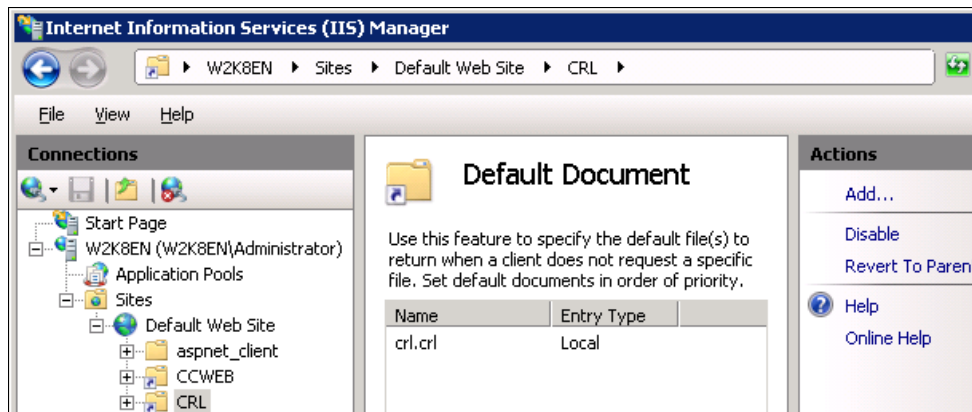 Internet Information Services (IIS) Manager
W2K8EN Sites Default Web Site CRL
File View Help
Connections
Start Page
W2K8EN (W2K8EN\Administrator)
Application Pools
Sites
Default Web Site
aspnet_client
CCWEB
CRL
Default Document
Use this feature to specify the default file(s) to
return when a client does not request a specific
file. Set default documents in order of priority.
Name Entry Type
crl.crl Local
Actions
Add...
Disable
Revert To Paren
Help
Online Help